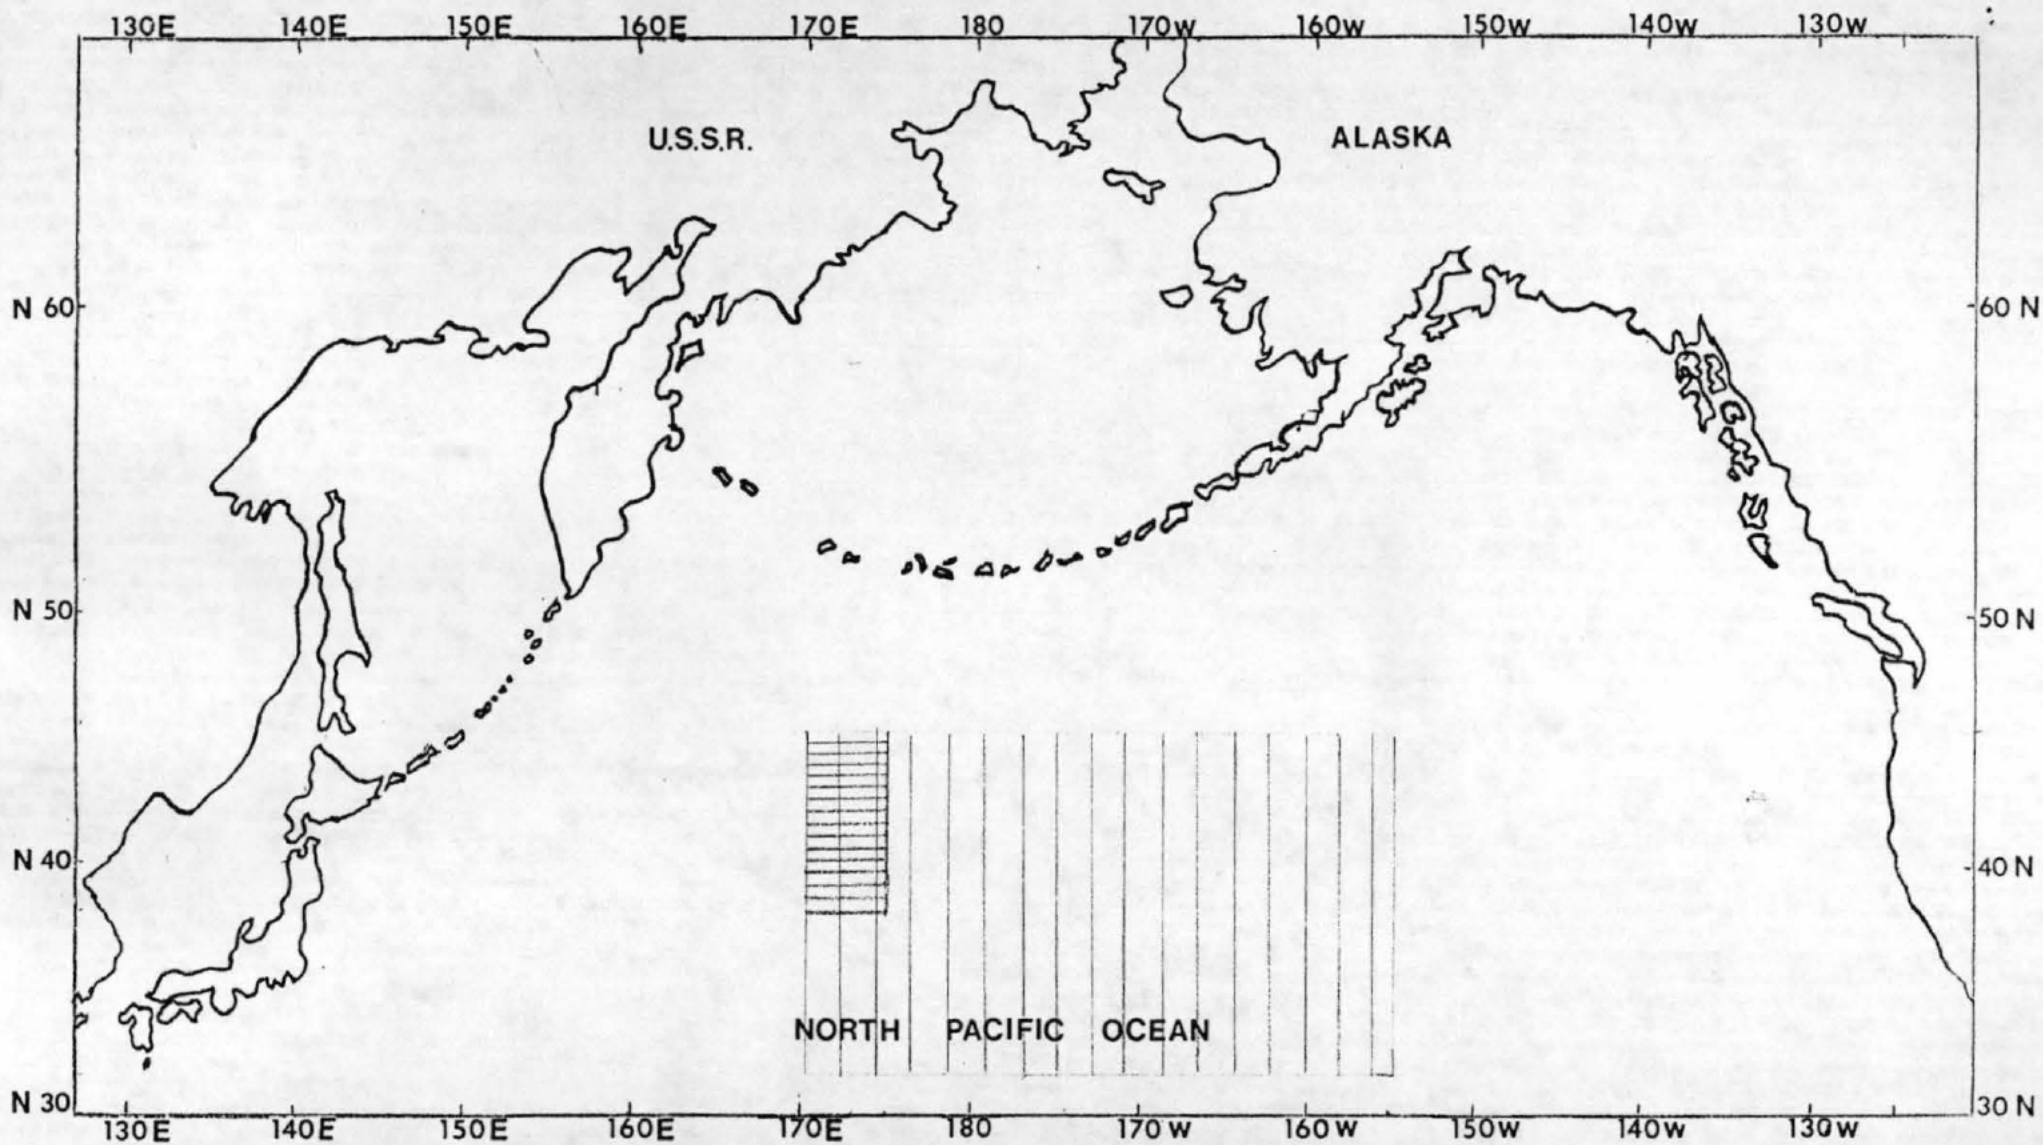 130E 140E 150E 160E 170E 180 170W 160W 150W 140W 130W
U.S.S.R. ALASKA
N 60 60 N
N 50 50 N
N 40 40 N
NORTH PACIFIC OCEAN
N 30 30 N
130E 140E 150E 160E 170E 180 170W 160W 150W 140W 130W